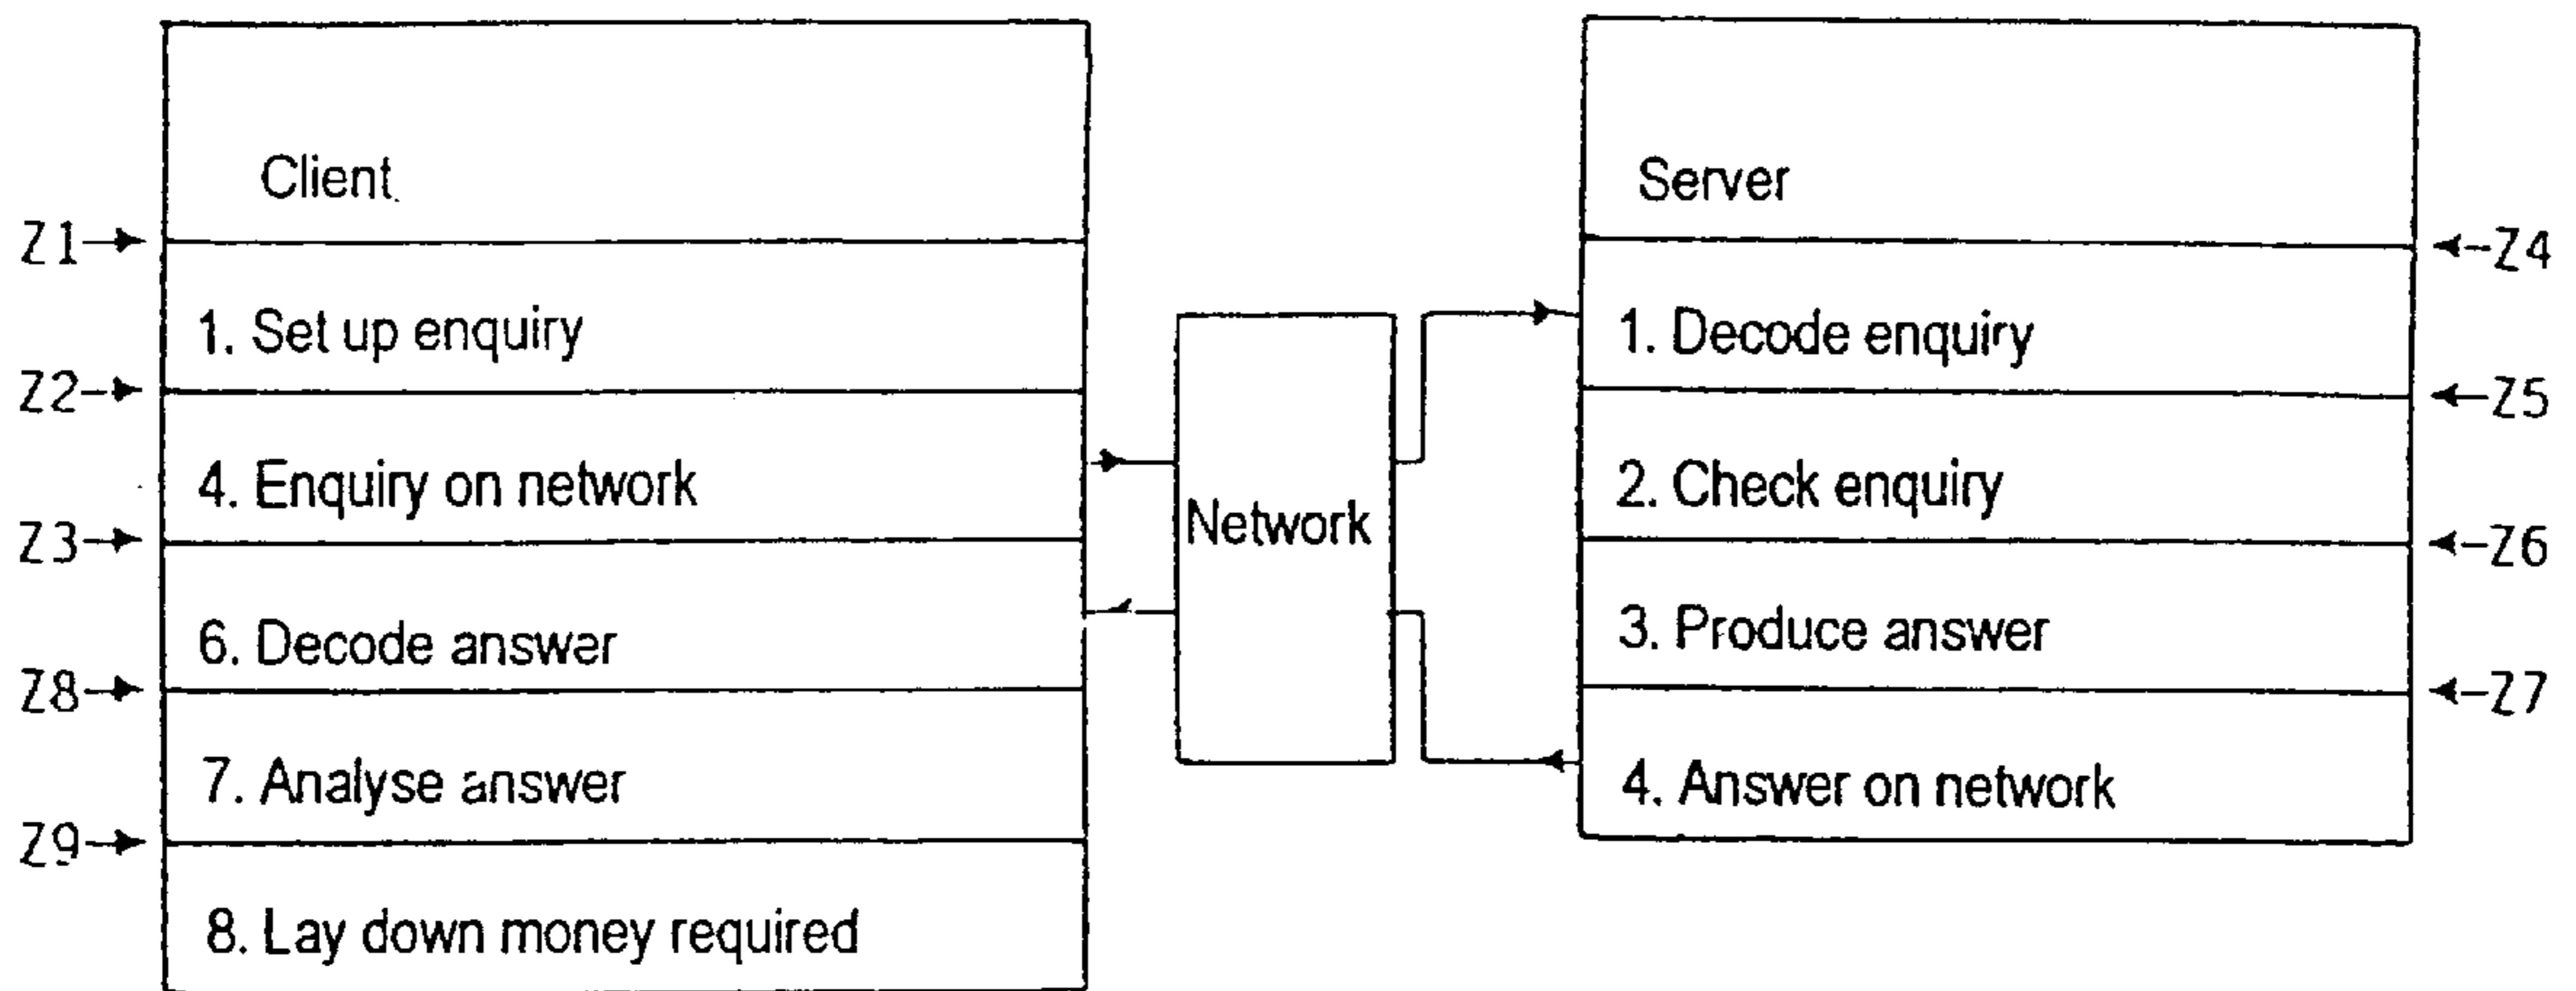 Client
Z1
1. Set up enquiry
Z2
4. Enquiry on network
Z3
6. Decode answer
Z8
7. Analyse answer
Z9
8. Lay down money required
Network
Server
Z4
1. Decode enquiry
Z5
2. Check enquiry
Z6
3. Produce answer
Z7
4. Answer on network